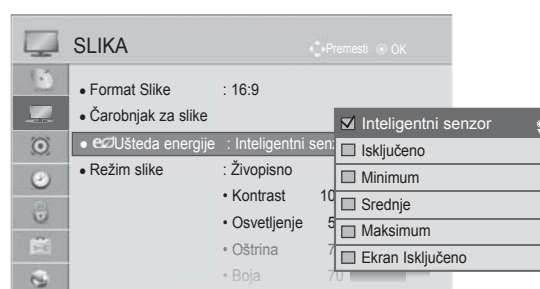 SLIKA
Premesti OK
• Format Slike : 16:9
• Čarobnjak za slike
• Ušteda energije : Inteligentni sen
• Režim slike : Živopisno
• Kontrast 10
• Osvetljenje 5
• Oštrina 7
• Boja 70
Inteligentni senzor
Isključeno
Minimum
Srednje
Maksimum
Ekran Isključeno